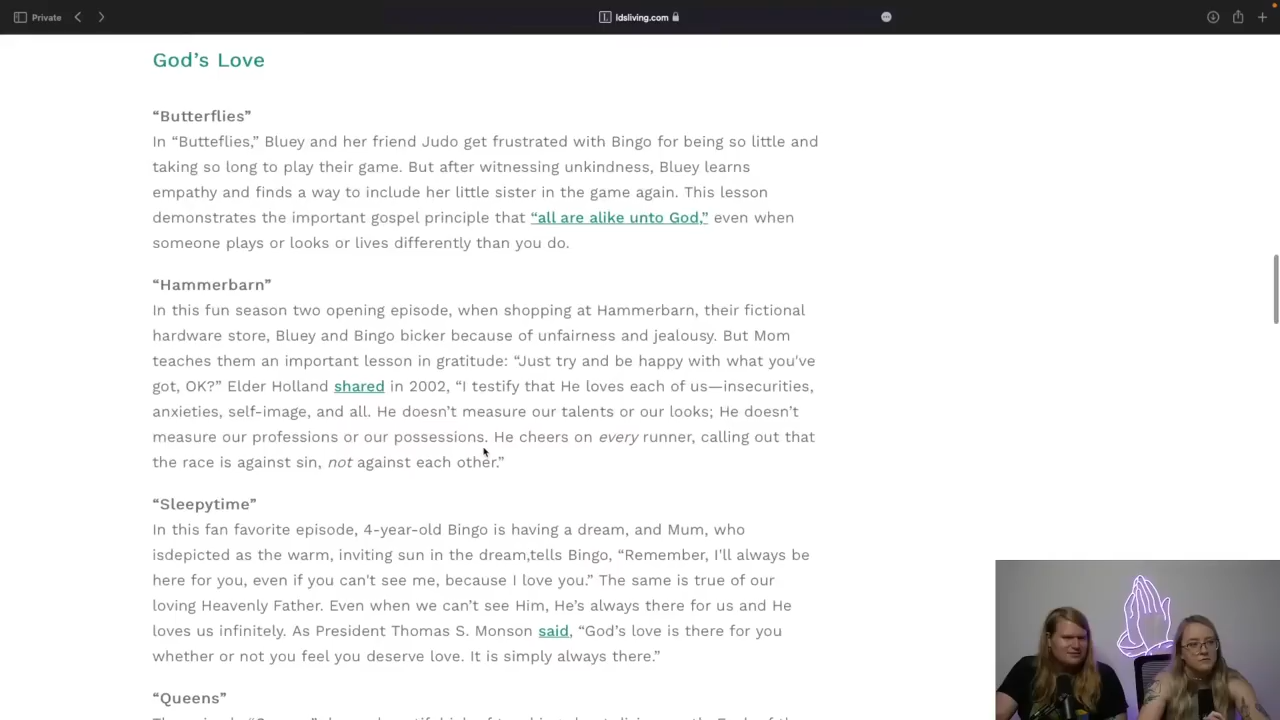 Private
ldsliving.com
God’s Love
“Butterflies”
In “Butteflies,” Bluey and her friend Judo get frustrated with Bingo for being so little and
taking so long to play their game. But after witnessing unkindness, Bluey learns
empathy and finds a way to include her little sister in the game again. This lesson
demonstrates the important gospel principle that “all are alike unto God,” even when
someone plays or looks or lives differently than you do.
“Hammerbarn”
In this fun season two opening episode, when shopping at Hammerbarn, their fictional
hardware store, Bluey and Bingo bicker because of unfairness and jealousy. But Mom
teaches them an important lesson in gratitude: “Just try and be happy with what you've
got, OK?” Elder Holland shared in 2002, “I testify that He loves each of us—insecurities,
anxieties, self-image, and all. He doesn’t measure our talents or our looks; He doesn’t
measure our professions or our possessions. He cheers on every runner, calling out that
the race is against sin, not against each other.”
“Sleepytime”
In this fan favorite episode, 4-year-old Bingo is having a dream, and Mum, who
isdepicted as the warm, inviting sun in the dream,tells Bingo, “Remember, I'll always be
here for you, even if you can't see me, because I love you.” The same is true of our
loving Heavenly Father. Even when we can’t see Him, He’s always there for us and He
loves us infinitely. As President Thomas S. Monson said, “God’s love is there for you
whether or not you feel you deserve love. It is simply always there.”
“Queens”